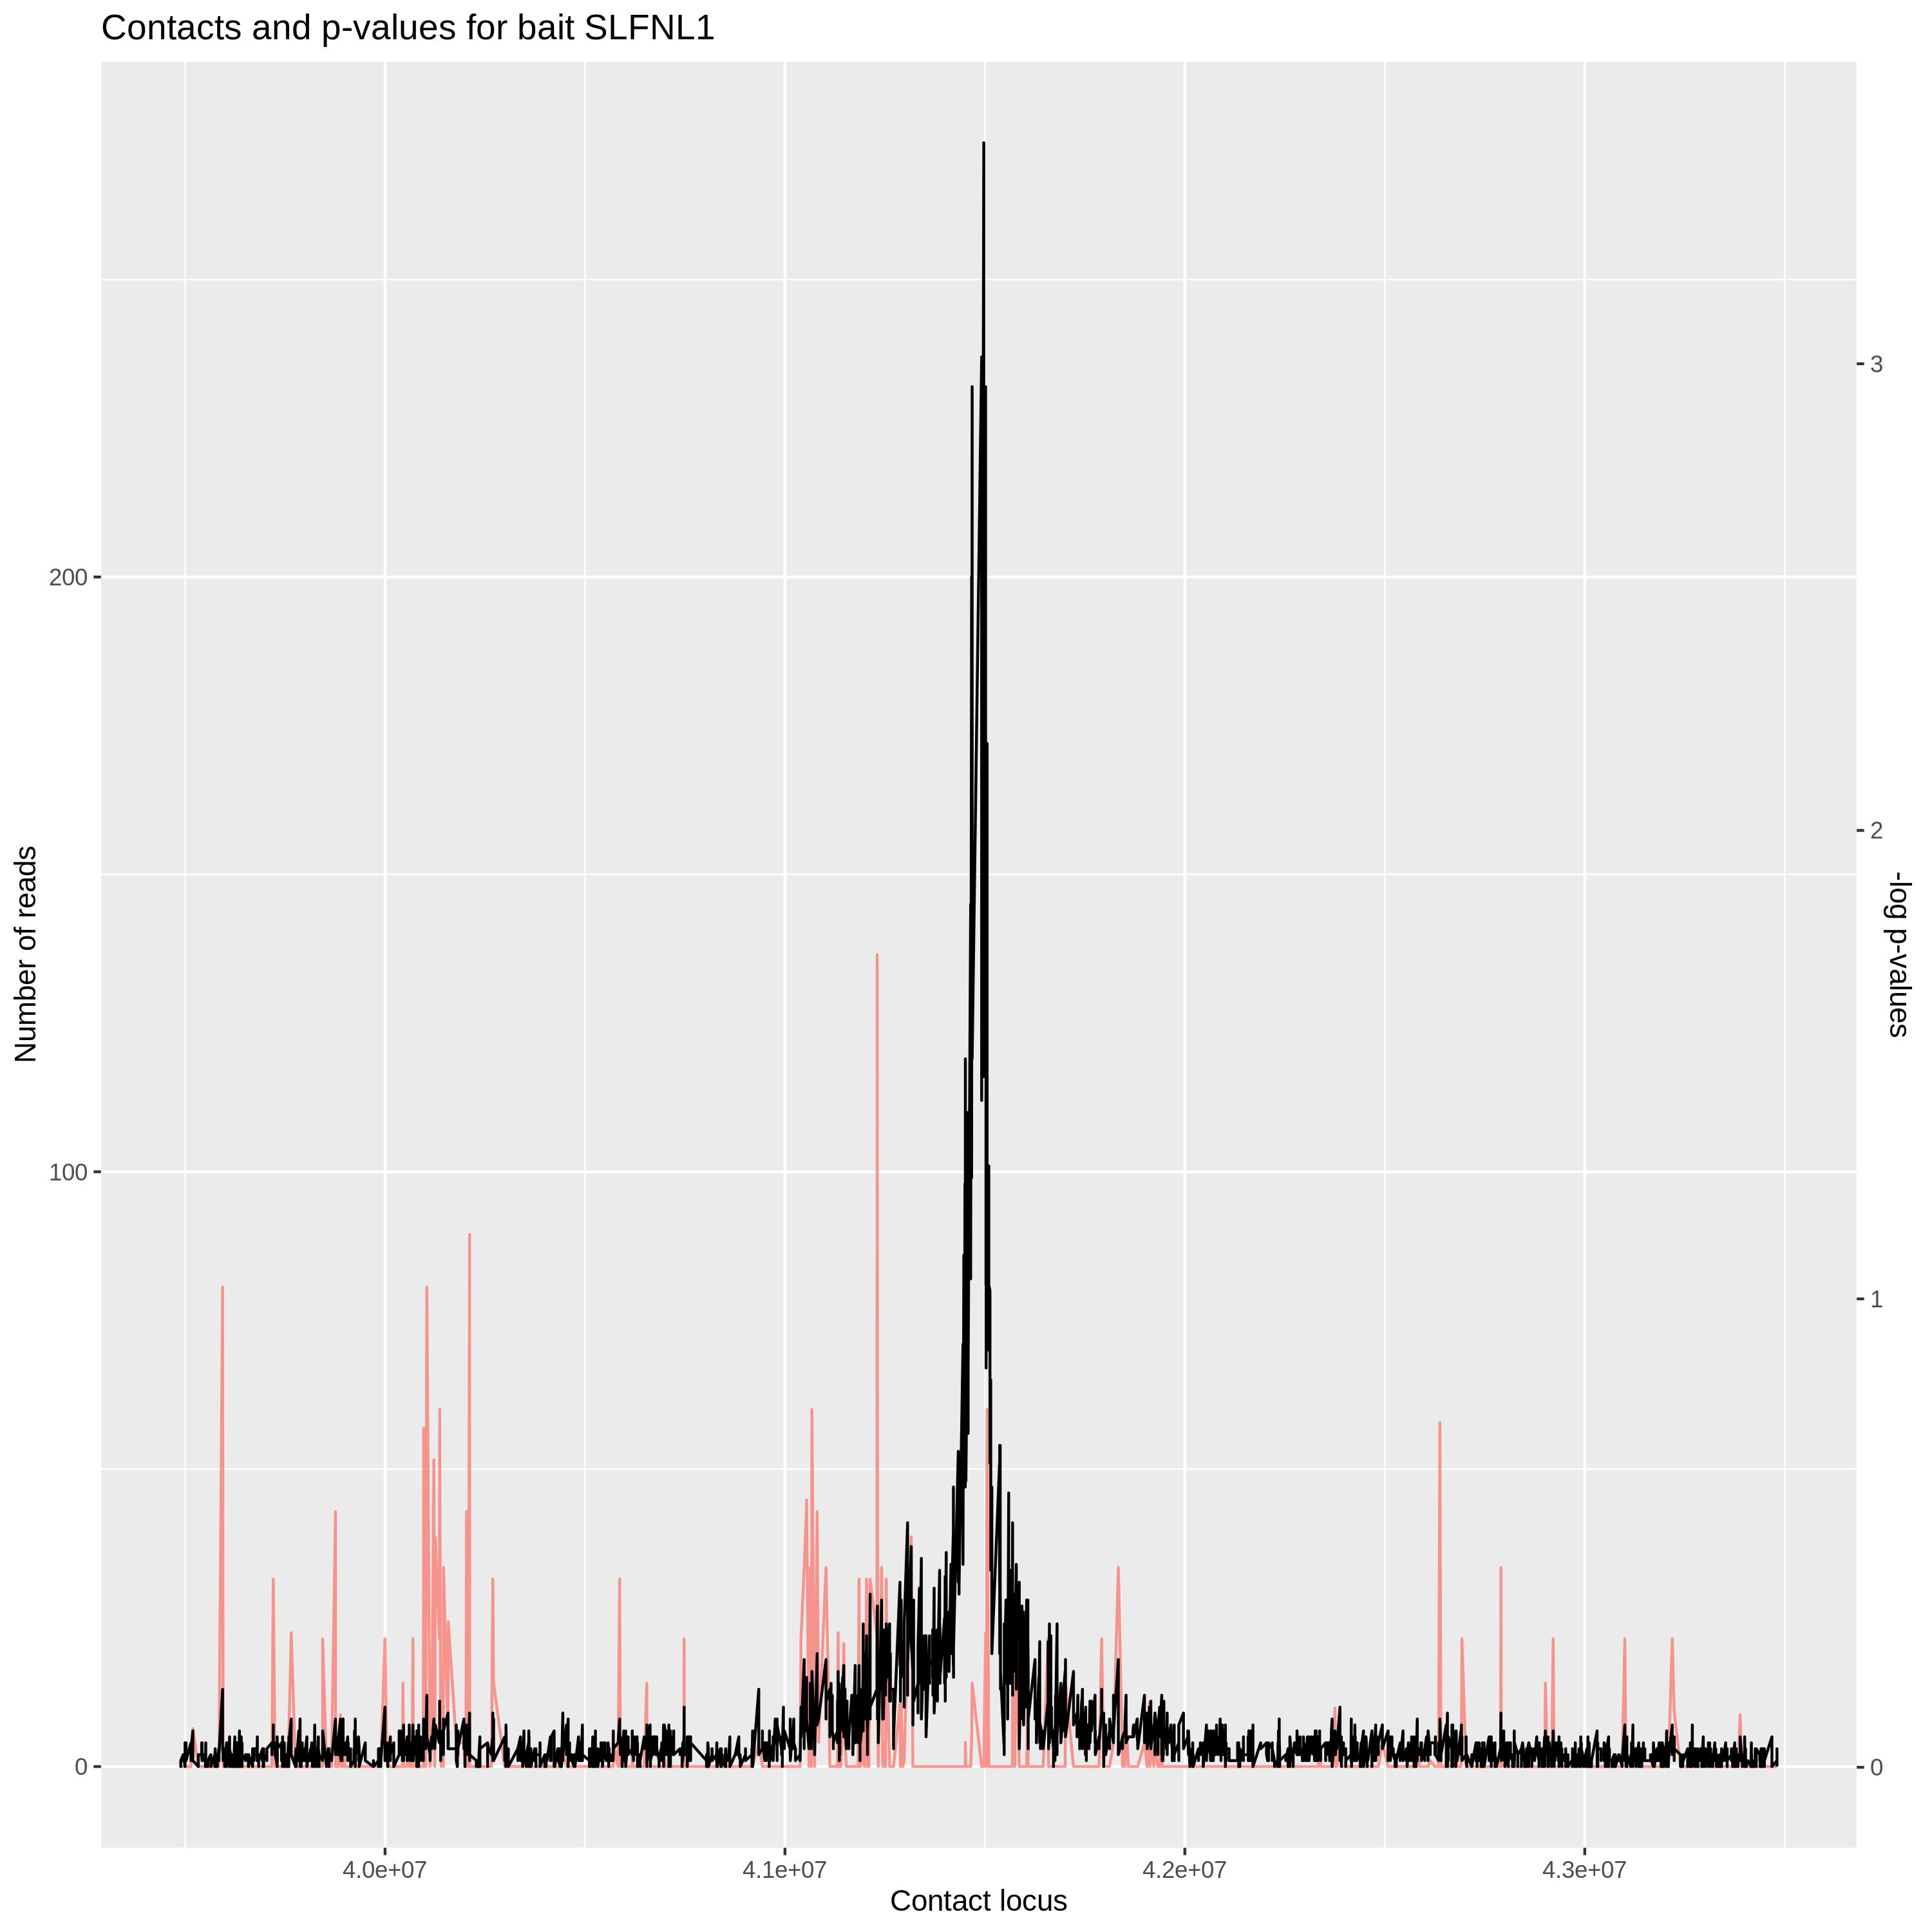 Contacts and p-values for bait SLFNL1
Number of reads
200
100
0
3
2
1
0
-log p-values
4.0e+07 4.1e+07 4.2e+07 4.3e+07
Contact locus